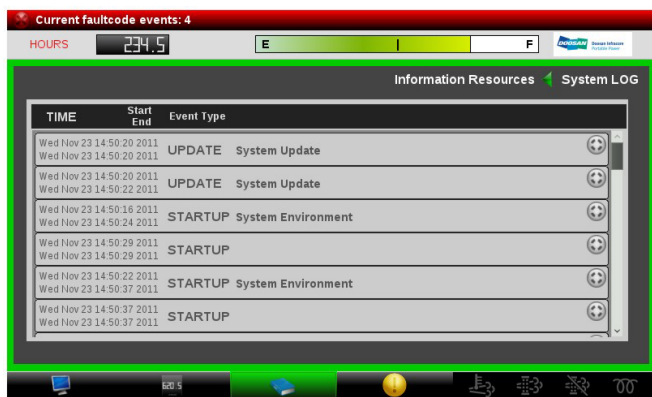 Current faultcode events: 4
HOURS 234.5 E F DOOSAN Doosan Infracore Portable Power
Information Resources System LOG
TIME Start End Event Type
Wed Nov 23 14:50:20 2011
Wed Nov 23 14:50:20 2011
UPDATE System Update
Wed Nov 23 14:50:20 2011
Wed Nov 23 14:50:22 2011
UPDATE System Update
Wed Nov 23 14:50:16 2011
Wed Nov 23 14:50:24 2011
STARTUP System Environment
Wed Nov 23 14:50:29 2011
Wed Nov 23 14:50:29 2011
STARTUP
Wed Nov 23 14:50:22 2011
Wed Nov 23 14:50:37 2011
STARTUP System Environment
Wed Nov 23 14:50:37 2011
Wed Nov 23 14:50:37 2011
STARTUP
620.5